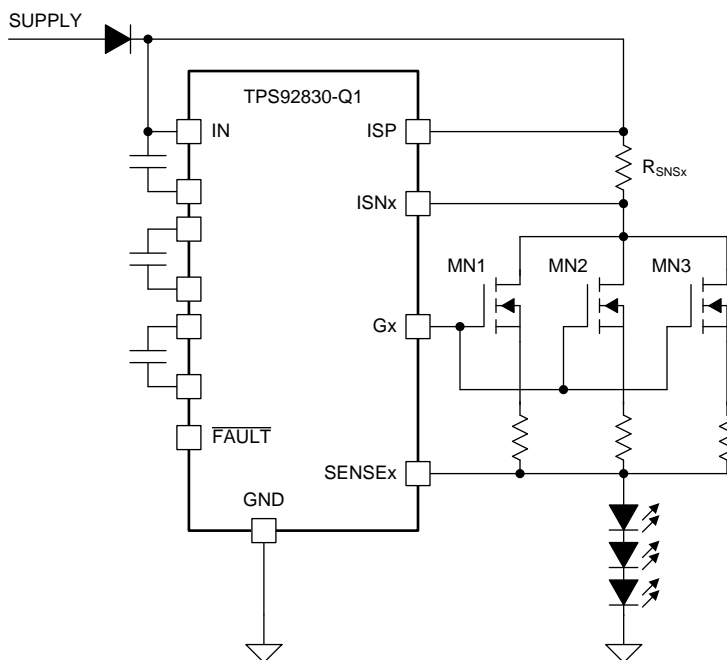 SUPPLY
TPS92830-Q1
IN
ISP
RSNSx
ISNx
MN1
MN2
MN3
Gx
FAULT
SENSEx
GND